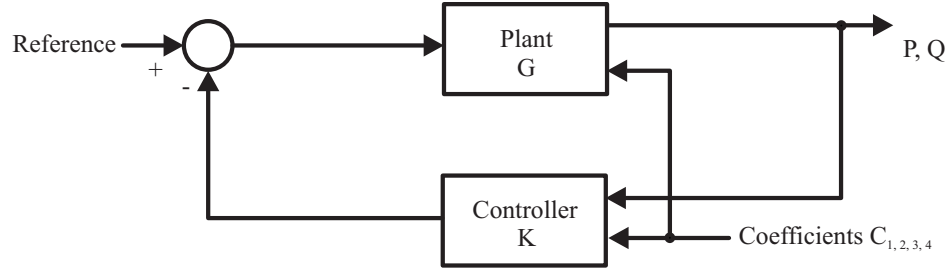 Reference
+
-
Plant
G
P, Q
Controller
K
Coefficients C1, 2, 3, 4